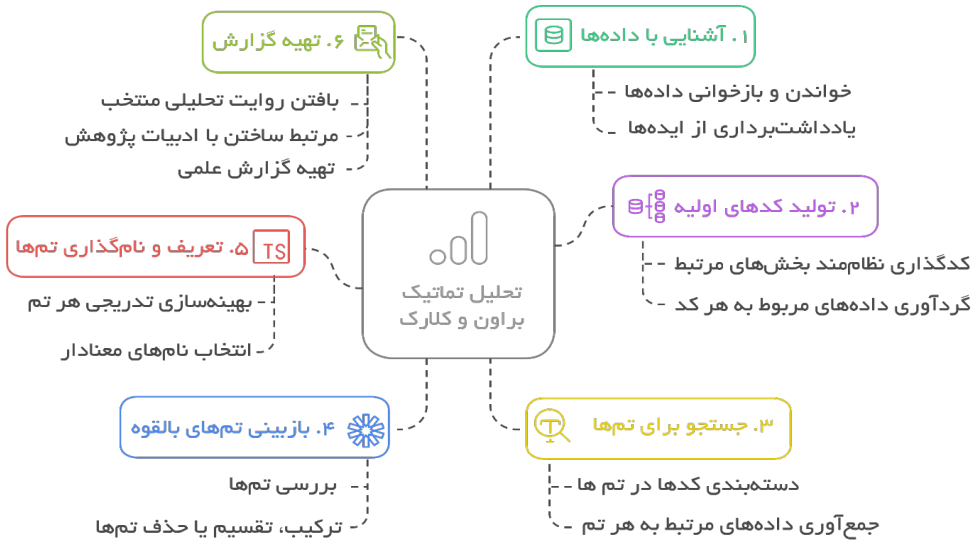 تحلیل تماتیک
براون و کلارک
۱. آشنایی با داده‌ها
خواندن و بازخوانی داده‌ها
یادداشت‌برداری از ایده‌ها
۲. تولید کدهای اولیه
کدگذاری نظام‌مند بخش‌های مرتبط
گردآوری داده‌های مربوط به هر کد
۳. جستجو برای تم‌ها
دسته‌بندی کدها در تم ها
جمع‌آوری داده‌های مرتبط به هر تم
۴. بازبینی تم‌های بالقوه
بررسی تم‌ها
ترکیب، تقسیم یا حذف تم‌ها
۵. تعریف و نام‌گذاری تم‌ها
TS
بهینه‌سازی تدریجی هر تم
انتخاب نام‌های معنادار
۶. تهیه گزارش
بافتن روایت تحلیلی منتخب
مرتبط ساختن با ادبیات پژوهش
تهیه گزارش علمی